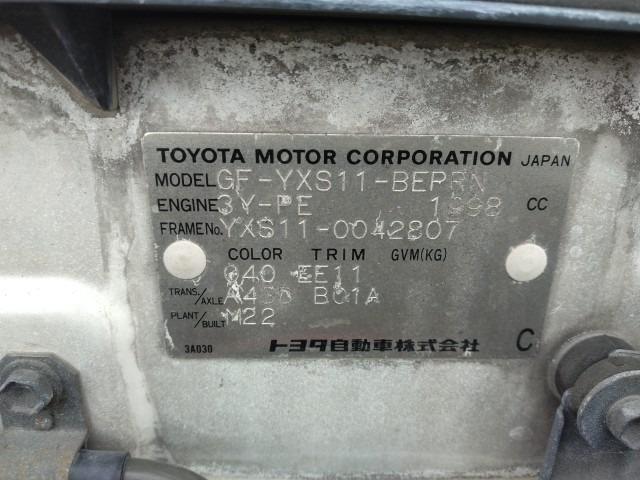 TOYOTA MOTOR CORPORATION JAPAN
MODEL GF-YXS11-BEPRN
ENGINE 3Y-PE 1998 CC
FRAME No. YXS11-0042807
COLOR TRIM GVM(KG)
040 EE11
TRANS./AXLE B01A
PLANT/BUILT M22
3A030 トヨタ自動車株式会社 C